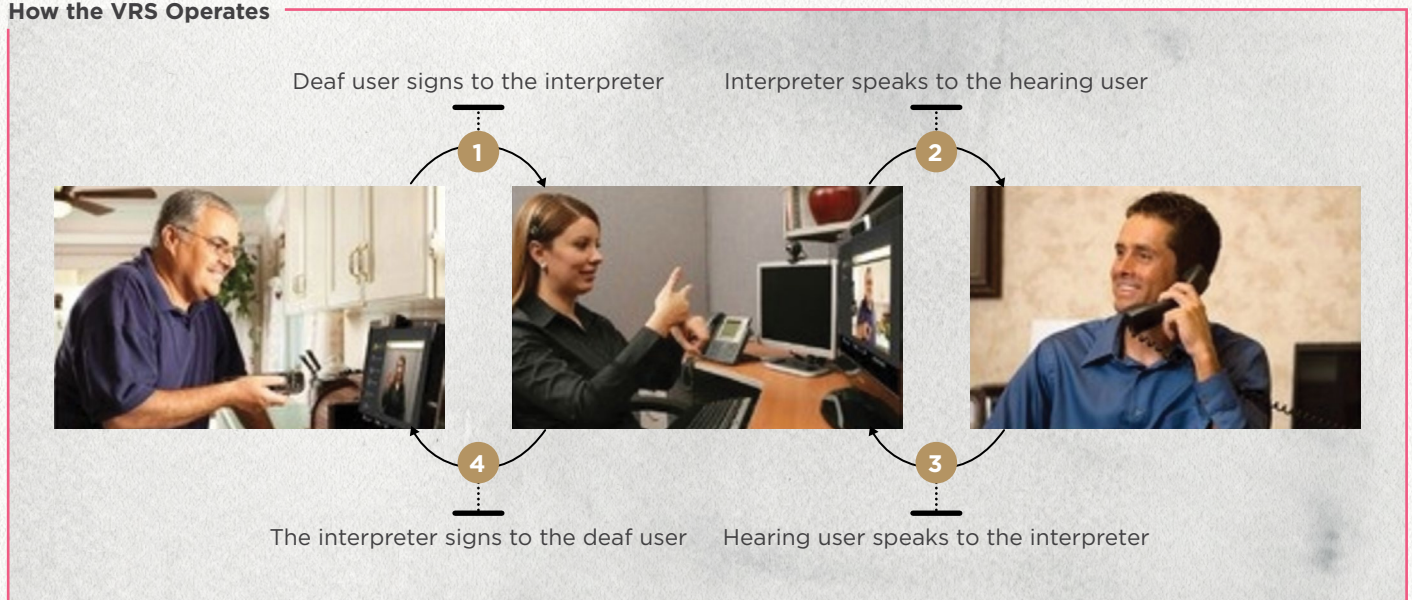 How the VRS Operates
Deaf user signs to the interpreter
Interpreter speaks to the hearing user
1
2
4
3
The interpreter signs to the deaf user
Hearing user speaks to the interpreter